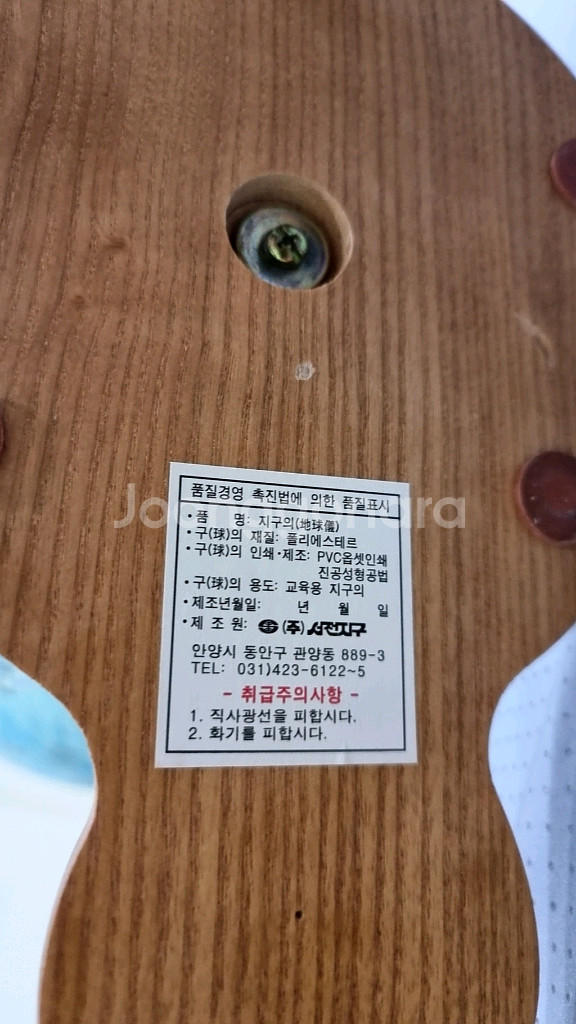 품질경영 촉진법에 의한 품질표시
• 품 명: 지구의(地球儀)
• 구(球)의 재질: 폴리에스테르
• 구(球)의 인쇄·제조: PVC옵셋인쇄
진공성형공법
• 구(球)의 용도: 교육용 지구의
• 제조년월일: 년 월 일
• 제 조 원: (주)서전지구
안양시 동안구 관양동 889-3
TEL: 031)423-6122~5
- 취급주의사항 -
1. 직사광선을 피합시다.
2. 화기를 피합시다.
Joonggonara